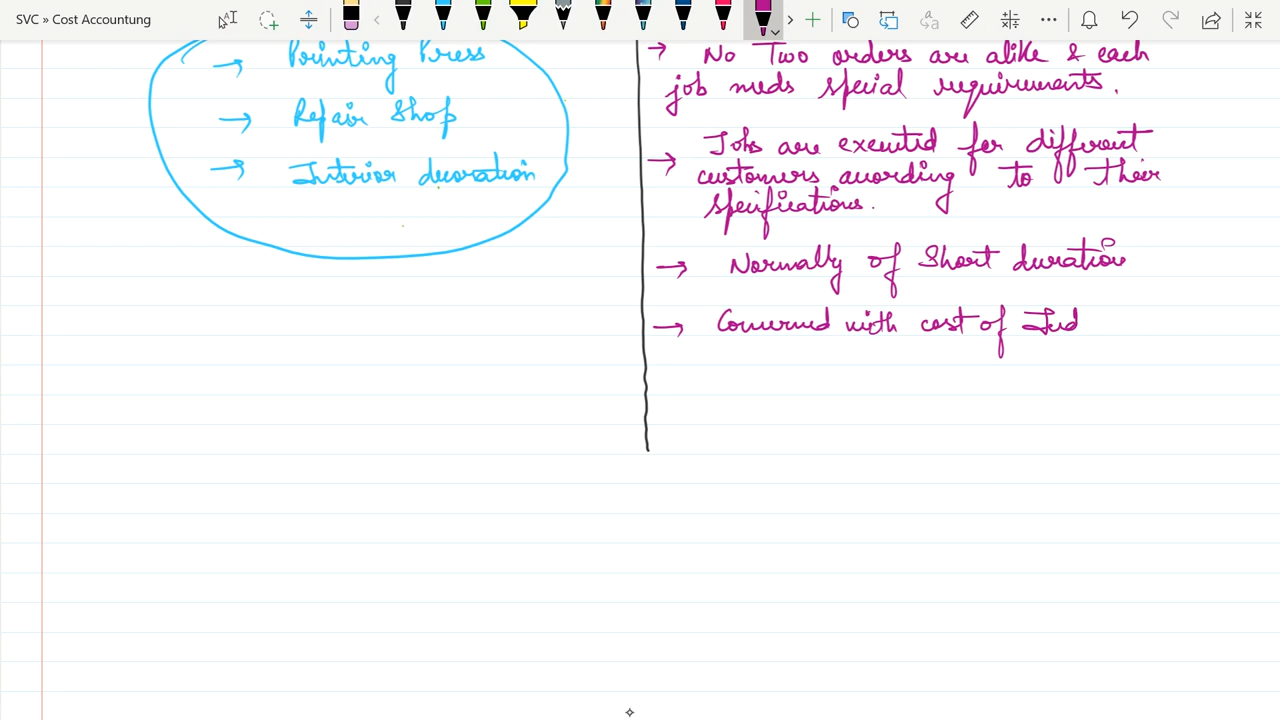 SVC » Cost Accountung
→ Printing Press
→ Repair Shop
→ Interior decoration
→ No Two orders are alike & each
job needs special requirements.
→ Jobs are executed for different
customers according to their
specifications.
→ Normally of Short duration
→ Concerned with cost of Ind